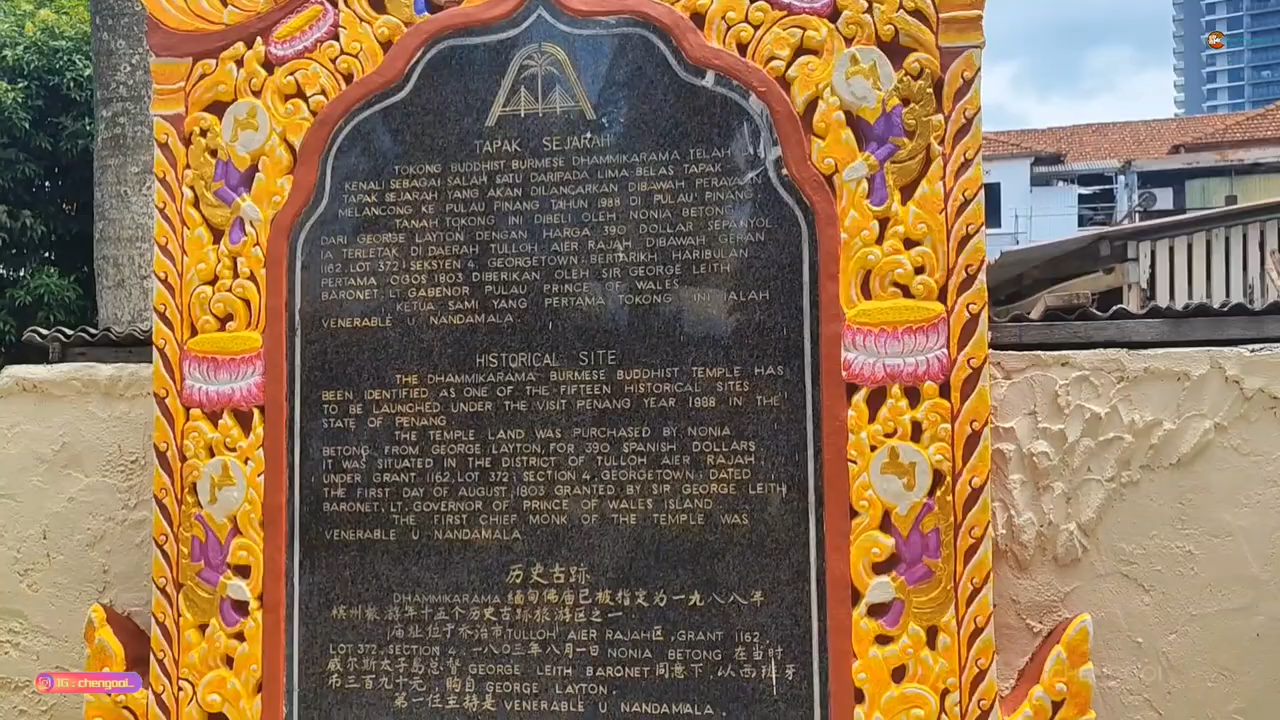 TAPAK SEJARAH
TOKONG BUDDHIST BURMESE DHAMMIKARAMA TELAH
KENALI SEBAGAI SALAH SATU DARIPADA LIMA BELAS TAPAK
TAPAK SEJARAH YANG AKAN DILANCARKAN DIBAWAH
MELANCONG KE PULAU PINANG TAHUN 1988 DI PULAU PINANG
TANAH TOKONG INI DIBELI OLEH NONIA BETONG
DARI GEORGE LAYTON DENGAN HARGA 390 DOLLAR SEPANYOL.
IA TERLETAK DI DAERAH TULLOH AIER RAJAH DIBAWAH GERAN
1162, LOT 372, SEKSYEN 4, GEORGETOWN BERTARIKH HARIBULAN
PERTAMA OGOS 1803 DIBERIKAN OLEH SIR GEORGE LEITH
BARONET, LT. GABENOR PULAU PRINCE OF WALES
KETUA SAMI YANG PERTAMA TOKONG INI IALAH
VENERABLE U NANDAMALA.
HISTORICAL SITE
THE DHAMMIKARAMA BURMESE BUDDHIST TEMPLE HAS
BEEN IDENTIFIED AS ONE OF THE FIFTEEN HISTORICAL SITES
TO BE LAUNCHED UNDER THE VISIT PENANG YEAR 1988 IN THE
STATE OF PENANG
THE TEMPLE LAND WAS PURCHASED BY NONIA
BETONG FROM GEORGE LAYTON, FOR 390 SPANISH DOLLARS
IT WAS SITUATED IN THE DISTRICT OF TULLOH AIER RAJAH,
UNDER GRANT 1162, LOT 372, SECTION 4, GEORGETOWN DATED
THE FIRST DAY OF AUGUST, 1803 GRANTED BY SIR GEORGE LEITH
BARONET, LT. GOVERNOR OF PRINCE OF WALES ISLAND
THE FIRST CHIEF MONK OF THE TEMPLE WAS
VENERABLE U NANDAMALA
历史古跡
DHAMMIKARAMA 缅甸佛庙已被指定为一九八八年
槟州旅游年十五个历史古跡旅游区之一.
庙址位于乔治市TULLOH AIER RAJAH区, GRANT 1162,
LOT 372, SECTION 4. 一八〇三年八月一日 NONIA BETONG 在当时
威尔斯太子岛总督 GEORGE LEITH BARONET 同意下, 以西班牙
币三百九十元, 购自 GEORGE LAYTON.
第一任主持是 VENERABLE U NANDAMALA.
IG : chengool_